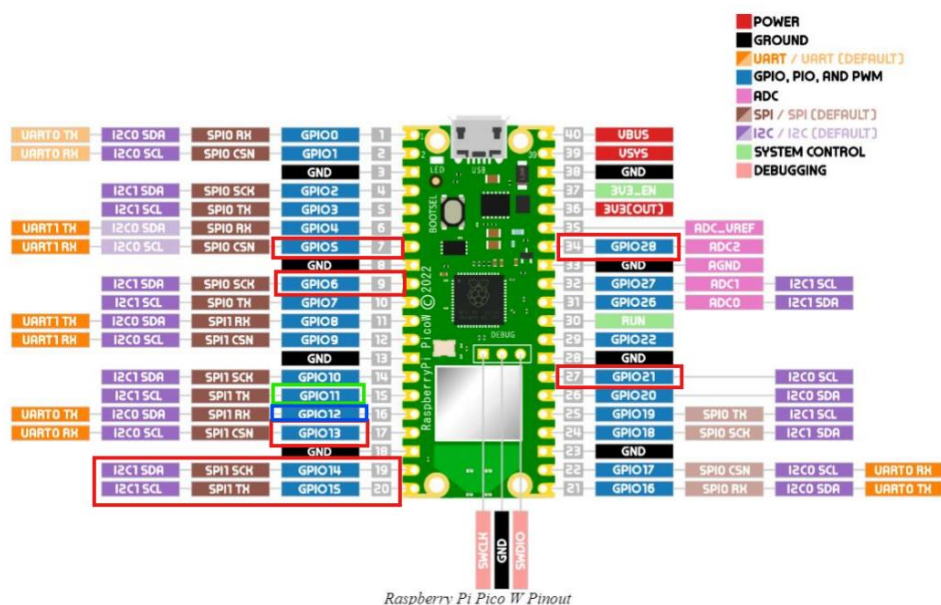 POWER
GROUND
UART / UART (DEFAULT)
GPIO, PIO, AND PWM
ADC
SPI / SPI (DEFAULT)
I2C / I2C (DEFAULT)
SYSTEM CONTROL
DEBUGGING
UART0 TX I2C0 SDA SPI0 RX GPIO0 1
UART0 RX I2C0 SCL SPI0 CSN GPIO1 2
GND 3
I2C1 SDA SPI0 SCK GPIO2 4
I2C1 SCL SPI0 TX GPIO3 5
UART1 TX I2C0 SDA SPI0 RX GPIO4 6
UART1 RX I2C0 SCL SPI0 CSN GPIO5 7
GND 8
I2C1 SDA SPI0 SCK GPIO6 9
I2C1 SCL SPI0 TX GPIO7 10
UART1 TX I2C0 SDA SPI1 RX GPIO8 11
UART1 RX I2C0 SCL SPI1 CSN GPIO9 12
GND 13
I2C1 SDA SPI1 SCK GPIO10 14
I2C1 SCL SPI1 TX GPIO11 15
UART0 TX I2C0 SDA SPI1 RX GPIO12 16
UART0 RX I2C0 SCL SPI1 CSN GPIO13 17
GND 18
I2C1 SDA SPI1 SCK GPIO14 19
I2C1 SCL SPI1 TX GPIO15 20
LED
USB
BOOTSEL
Raspberry Pi Pico W © 2022
DEBUG
40 VBUS
39 VSYS
38 GND
37 3V3_EN
36 3V3(OUT)
35 ADC_VREF
34 GPIO28 ADC2
33 GND AGND
32 GPIO27 ADC1 I2C1 SCL
31 GPIO26 ADC0 I2C1 SDA
30 RUN
29 GPIO22
28 GND
27 GPIO21 I2C0 SCL
26 GPIO20 I2C0 SDA
25 GPIO19 SPI0 TX I2C1 SCL
24 GPIO18 SPI0 SCK I2C1 SDA
23 GND
22 GPIO17 SPI0 CSN I2C0 SCL UART0 RX
21 GPIO16 SPI0 RX I2C0 SDA UART0 TX
SWCLK
GND
SWDIO
Raspberry Pi Pico W Pinout